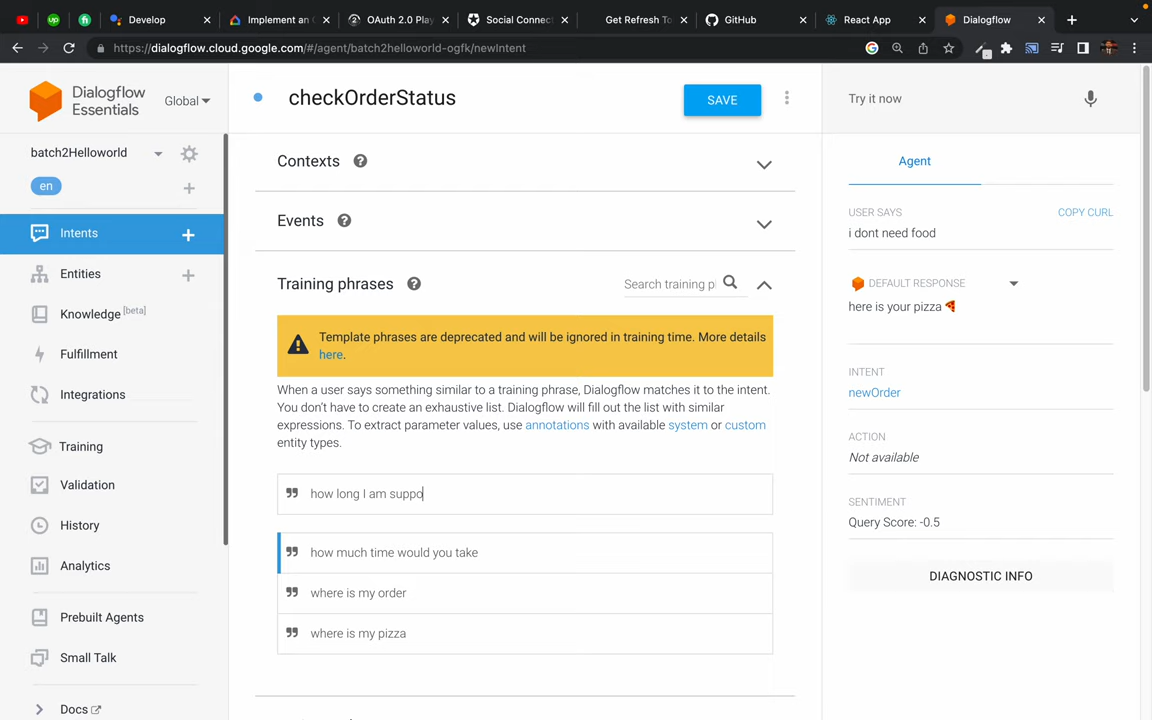 Develop
Implement an O
OAuth 2.0 Play
Social Connect
Get Refresh To
GitHub
React App
Dialogflow
https://dialogflow.cloud.google.com/#/agent/batch2helloworld-ogfk/newIntent
Dialogflow
Essentials
Global
batch2Helloworld
en
Intents
Entities
Knowledge [beta]
Fulfillment
Integrations
Training
Validation
History
Analytics
Prebuilt Agents
Small Talk
Docs
checkOrderStatus
SAVE
Contexts
Events
Training phrases
Search training p
Template phrases are deprecated and will be ignored in training time. More details
here.
When a user says something similar to a training phrase, Dialogflow matches it to the intent.
You don't have to create an exhaustive list. Dialogflow will fill out the list with similar
expressions. To extract parameter values, use annotations with available system or custom
entity types.
how long I am suppo
how much time would you take
where is my order
where is my pizza
Try it now
Agent
USER SAYS
COPY CURL
i dont need food
DEFAULT RESPONSE
here is your pizza 🍕
INTENT
newOrder
ACTION
Not available
SENTIMENT
Query Score: -0.5
DIAGNOSTIC INFO